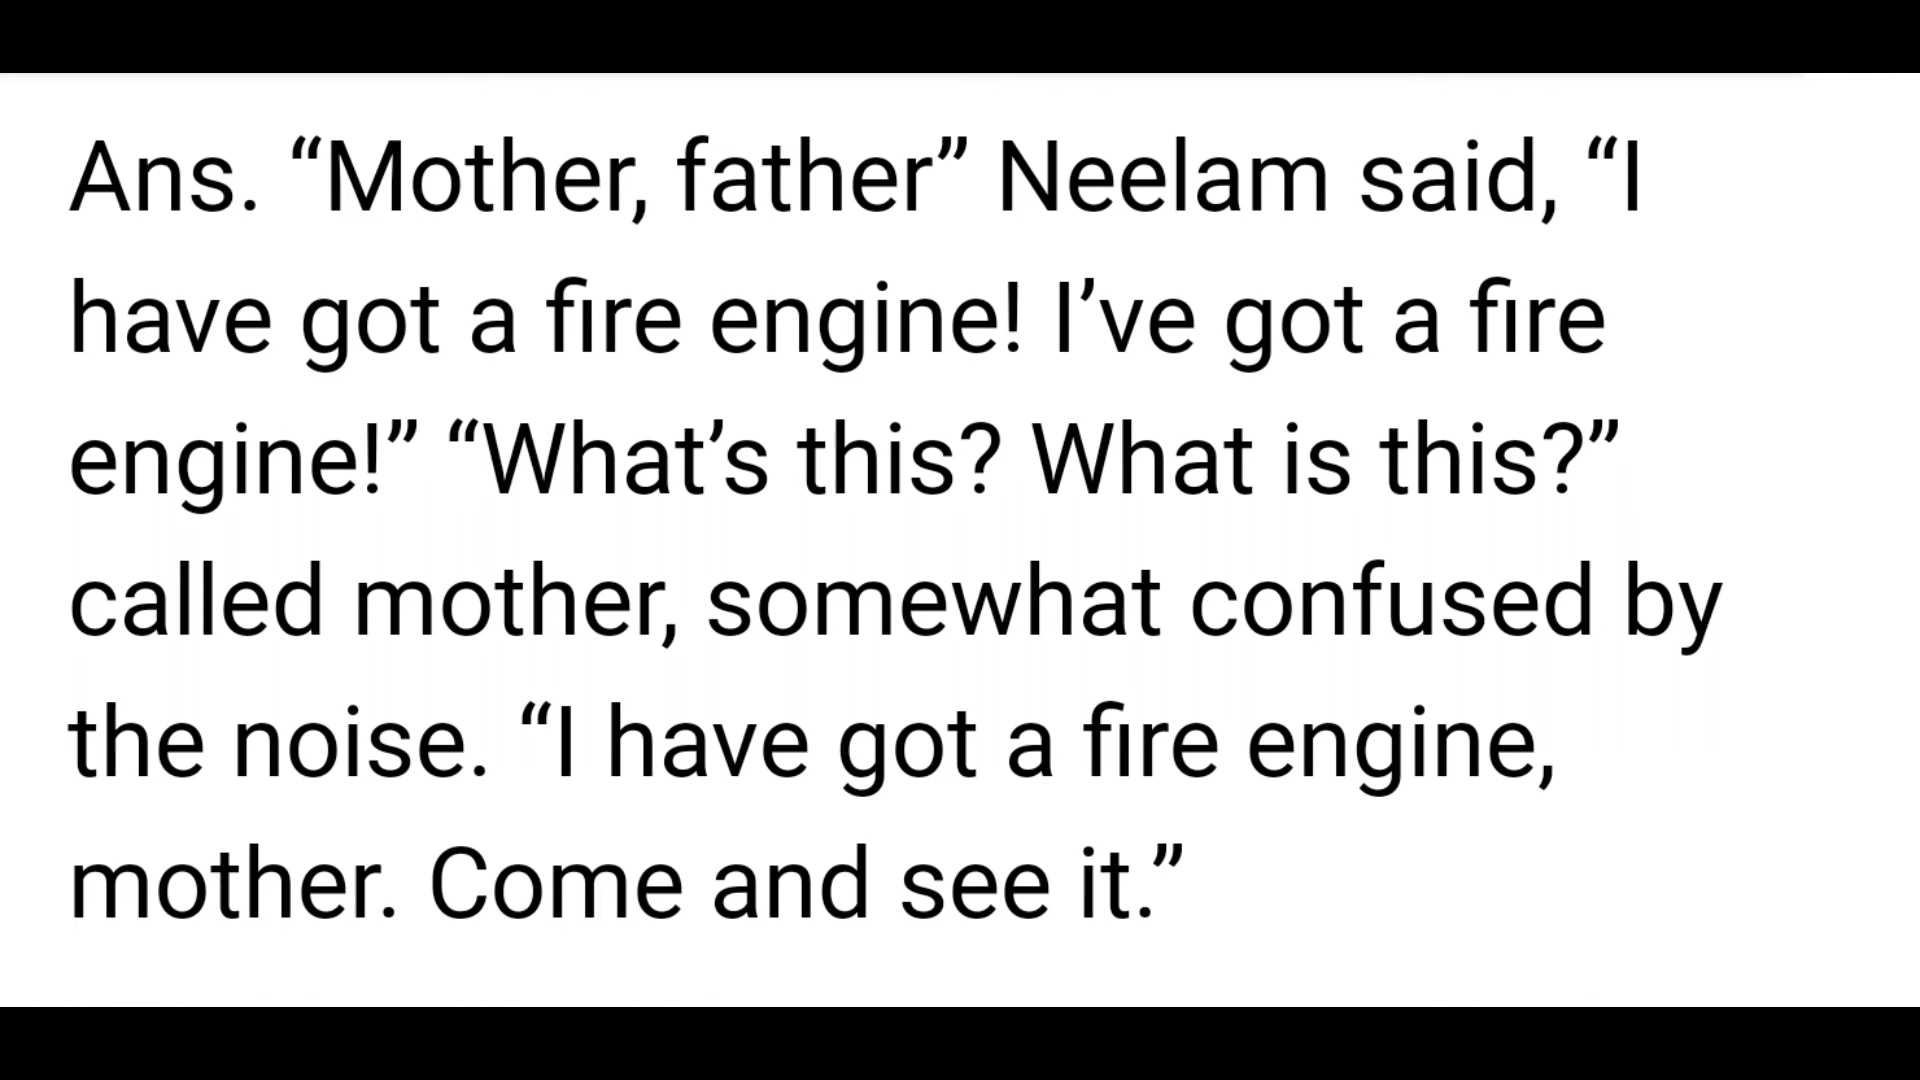 Ans. “Mother, father” Neelam said, “I
have got a fire engine! I’ve got a fire
engine!” “What’s this? What is this?”
called mother, somewhat confused by
the noise. “I have got a fire engine,
mother. Come and see it.”